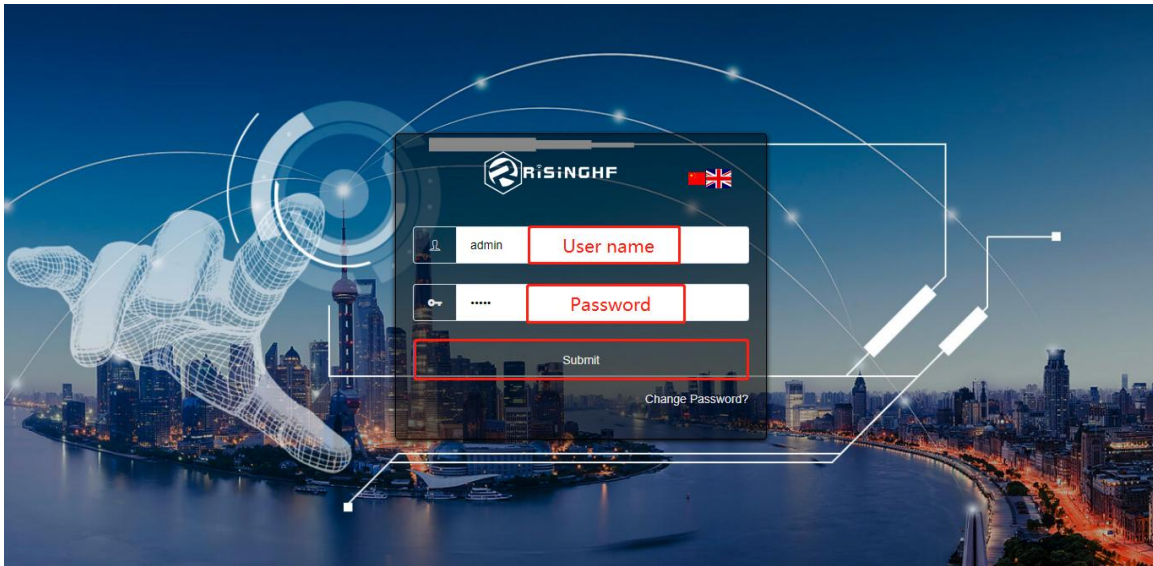 RiSiNGHF
admin User name
••••• Password
Submit
Change Password?